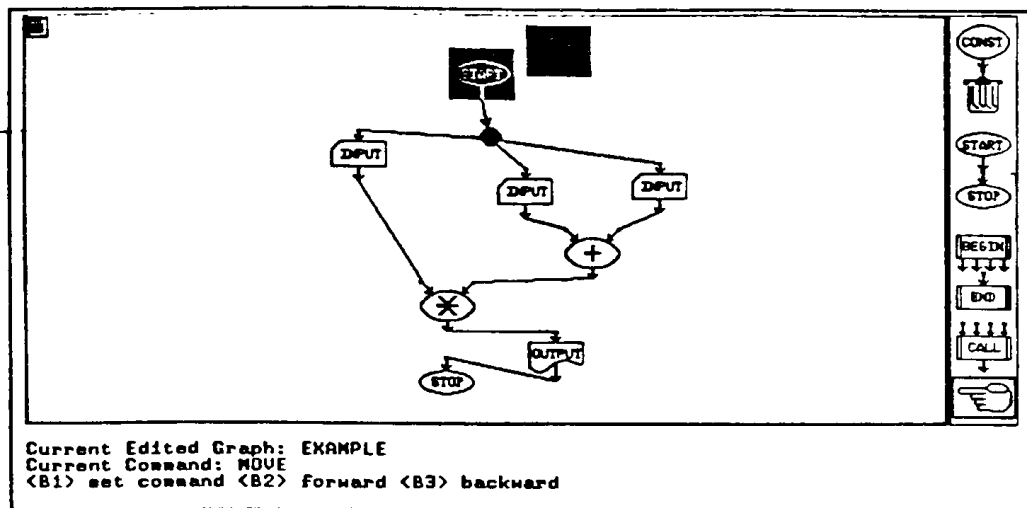 START
INPUT
INPUT
INPUT
+
*
OUTPUT
STOP
CONST
START
STOP
BEGIN
END
CALL
Current Edited Graph: EXAMPLE
Current Command: MOVE
<B1> set command <B2> forward <B3> backward